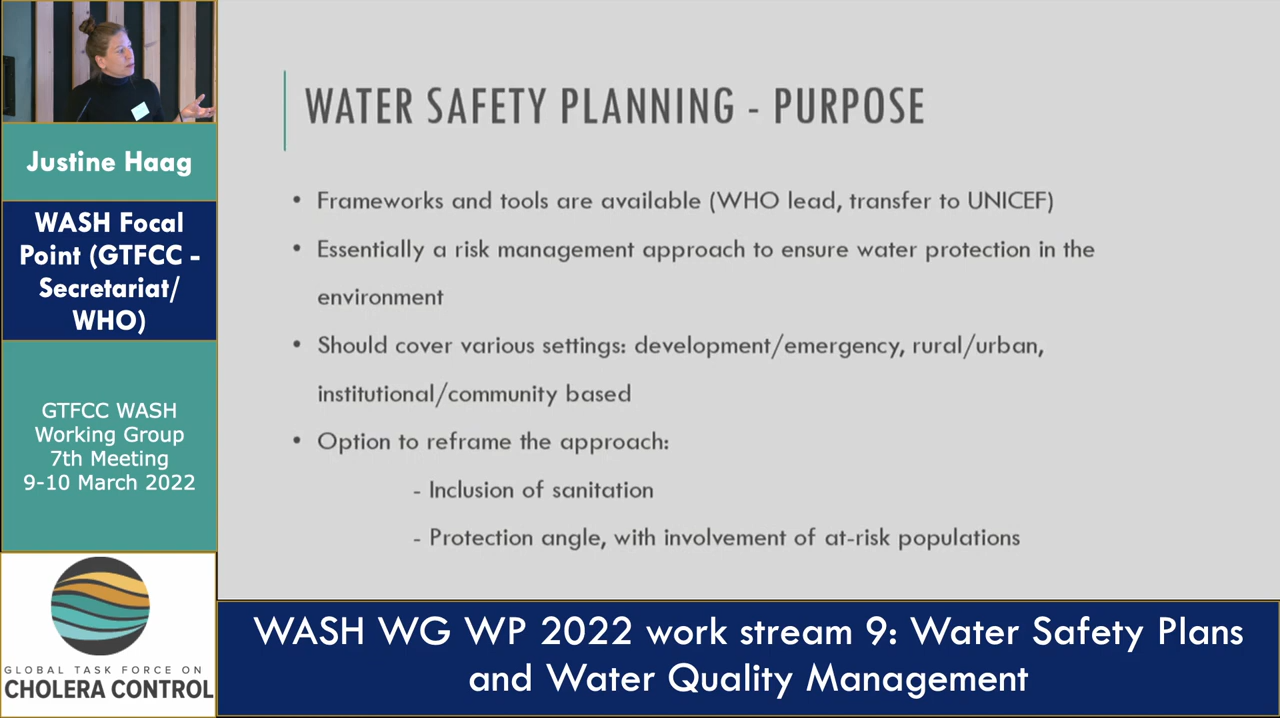 Justine Haag
WASH Focal
Point (GTFCC -
Secretariat/
WHO)
GTFCC WASH
Working Group
7th Meeting
9-10 March 2022
GLOBAL TASK FORCE ON
CHOLERA CONTROL
WATER SAFETY PLANNING - PURPOSE
• Frameworks and tools are available (WHO lead, transfer to UNICEF)
• Essentially a risk management approach to ensure water protection in the
environment
• Should cover various settings: development/emergency, rural/urban,
institutional/community based
• Option to reframe the approach:
- Inclusion of sanitation
- Protection angle, with involvement of at-risk populations
WASH WG WP 2022 work stream 9: Water Safety Plans
and Water Quality Management